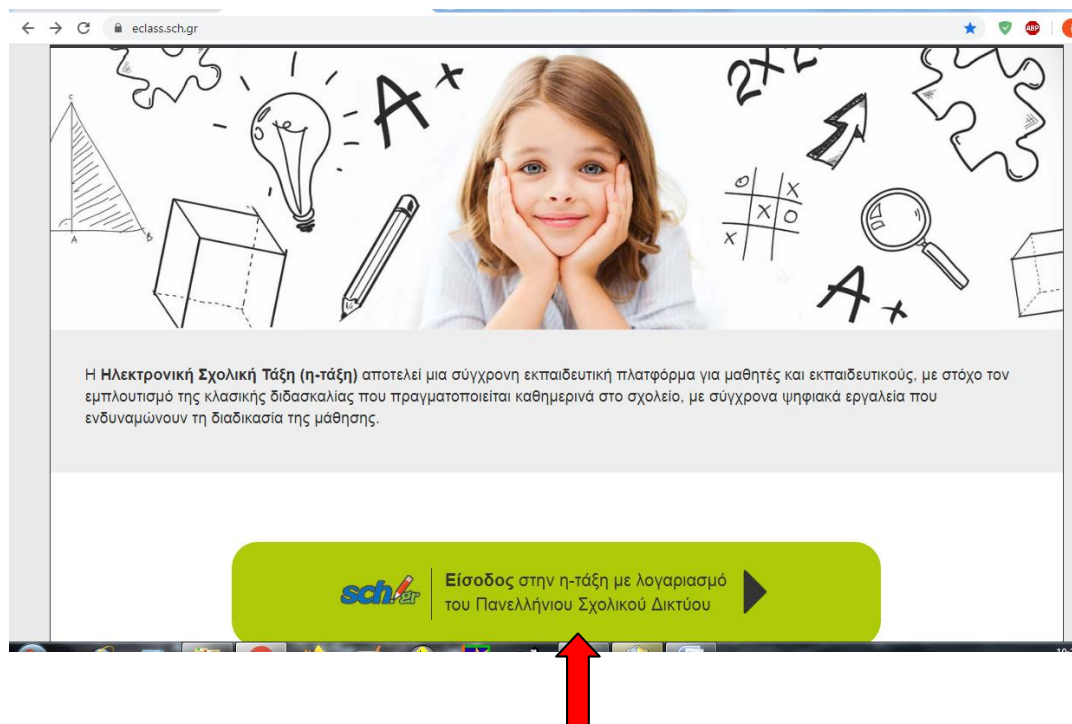 eclass.sch.gr
ABP
C
A
B
A+
2x2
O X
X O
X
A+
Η Ηλεκτρονική Σχολική Τάξη (η-τάξη) αποτελεί μια σύγχρονη εκπαιδευτική πλατφόρμα για μαθητές και εκπαιδευτικούς, με στόχο τον
εμπλουτισμό της κλασικής διδασκαλίας που πραγματοποιείται καθημερινά στο σχολείο, με σύγχρονα ψηφιακά εργαλεία που
ενδυναμώνουν τη διαδικασία της μάθησης.
sch.gr
Είσοδος στην η-τάξη με λογαριασμό
του Πανελλήνιου Σχολικού Δικτύου